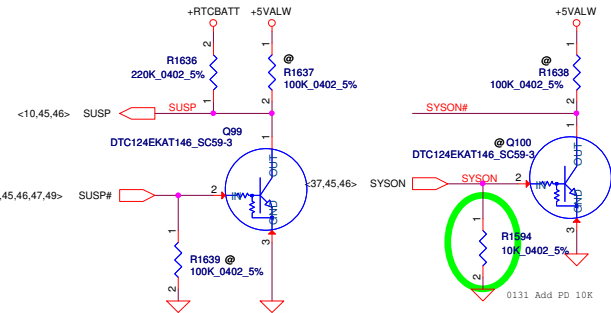 +RTCBATT
+5VALW
+5VALW
2
1
@
1
R1636
220K_0402_5%
R1637
100K_0402_5%
@
R1638
100K_0402_5%
1
2
2
<10,45,46>
SUSP
SUSP
SYSON#
Q99
DTC124EKAT146_SC59-3
1
OUT
@ Q100
DTC124EKAT146_SC59-3
1
OUT
,45,46,47,49>
SUSP#
2
IN
GND
3
<37,45,46>
SYSON
SYSON
2
IN
GND
3
1
R1639 @
100K_0402_5%
2
1
R1594
10K_0402_5%
2
0131 Add PD 10K